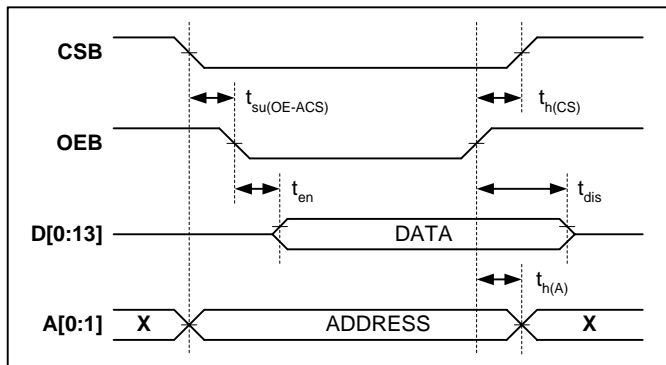 CSB
t_su(OE-ACS)
t_h(CS)
OEB
t_en
t_dis
D[0:13]
DATA
t_h(A)
A[0:1]
X
ADDRESS
X